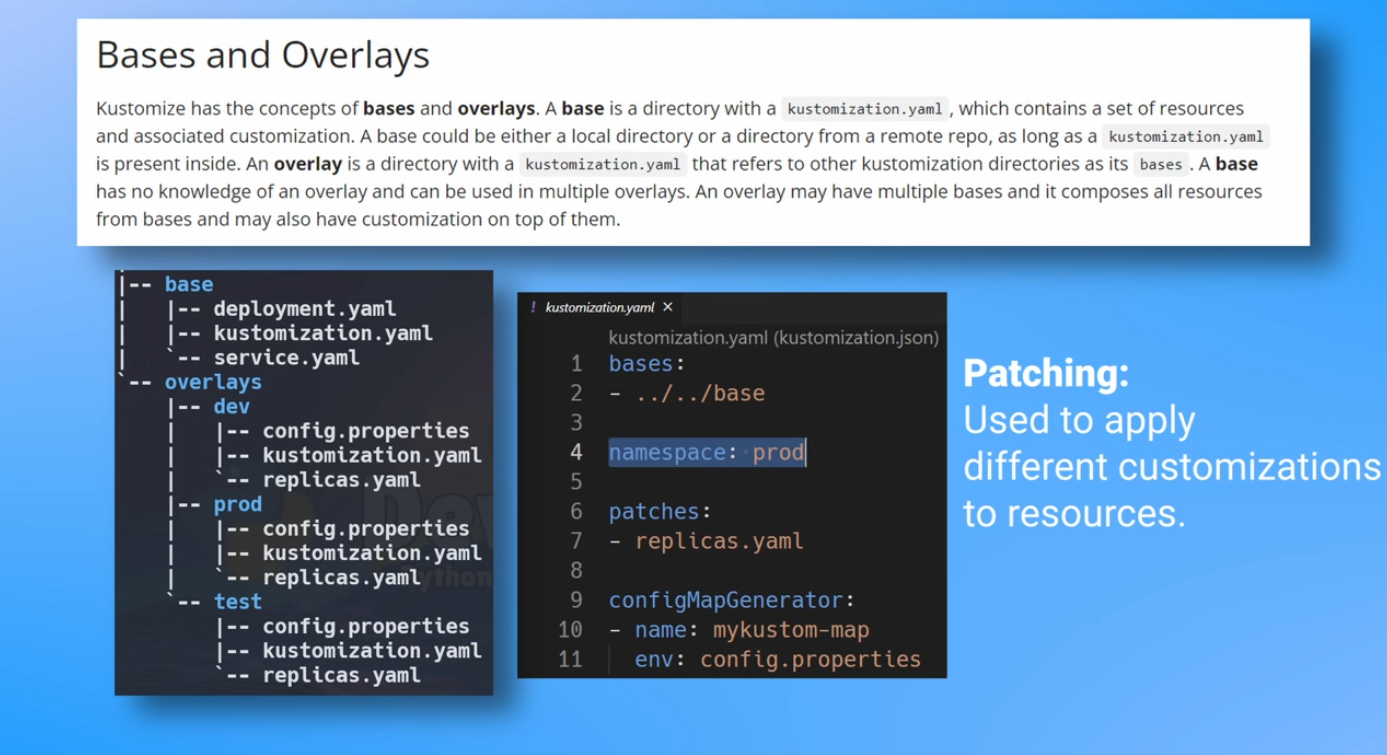 Bases and Overlays
Kustomize has the concepts of bases and overlays. A base is a directory with a kustomization.yaml, which contains a set of resources
and associated customization. A base could be either a local directory or a directory from a remote repo, as long as a kustomization.yaml
is present inside. An overlay is a directory with a kustomization.yaml that refers to other kustomization directories as its bases. A base
has no knowledge of an overlay and can be used in multiple overlays. An overlay may have multiple bases and it composes all resources
from bases and may also have customization on top of them.
|-- base
|   |-- deployment.yaml
|   |-- kustomization.yaml
|   `-- service.yaml
`-- overlays
    |-- dev
    |   |-- config.properties
    |   |-- kustomization.yaml
    |   `-- replicas.yaml
    |-- prod
    |   |-- config.properties
    |   |-- kustomization.yaml
    |   `-- replicas.yaml
    `-- test
        |-- config.properties
        |-- kustomization.yaml
        `-- replicas.yaml
! kustomization.yaml ×
kustomization.yaml (kustomization.json)
1 bases:
2 - ../../base
3
4 namespace: prod
5
6 patches:
7 - replicas.yaml
8
9 configMapGenerator:
10 - name: mykustom-map
11   env: config.properties
Patching:
Used to apply
different customizations
to resources.